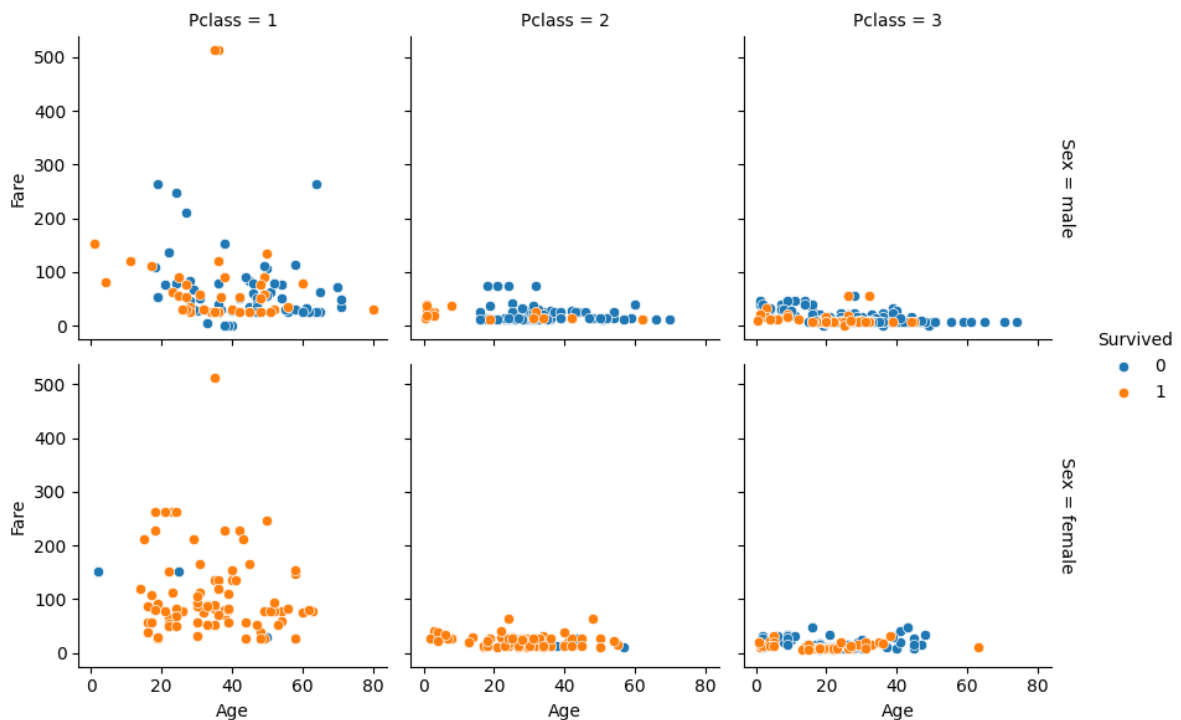 Pclass = 1
Pclass = 2
Pclass = 3
500
400
300
200
100
0
Fare
Sex = male
Survived
0
1
500
400
300
200
100
0
Fare
Sex = female
0 20 40 60 80
0 20 40 60 80
0 20 40 60 80
Age
Age
Age